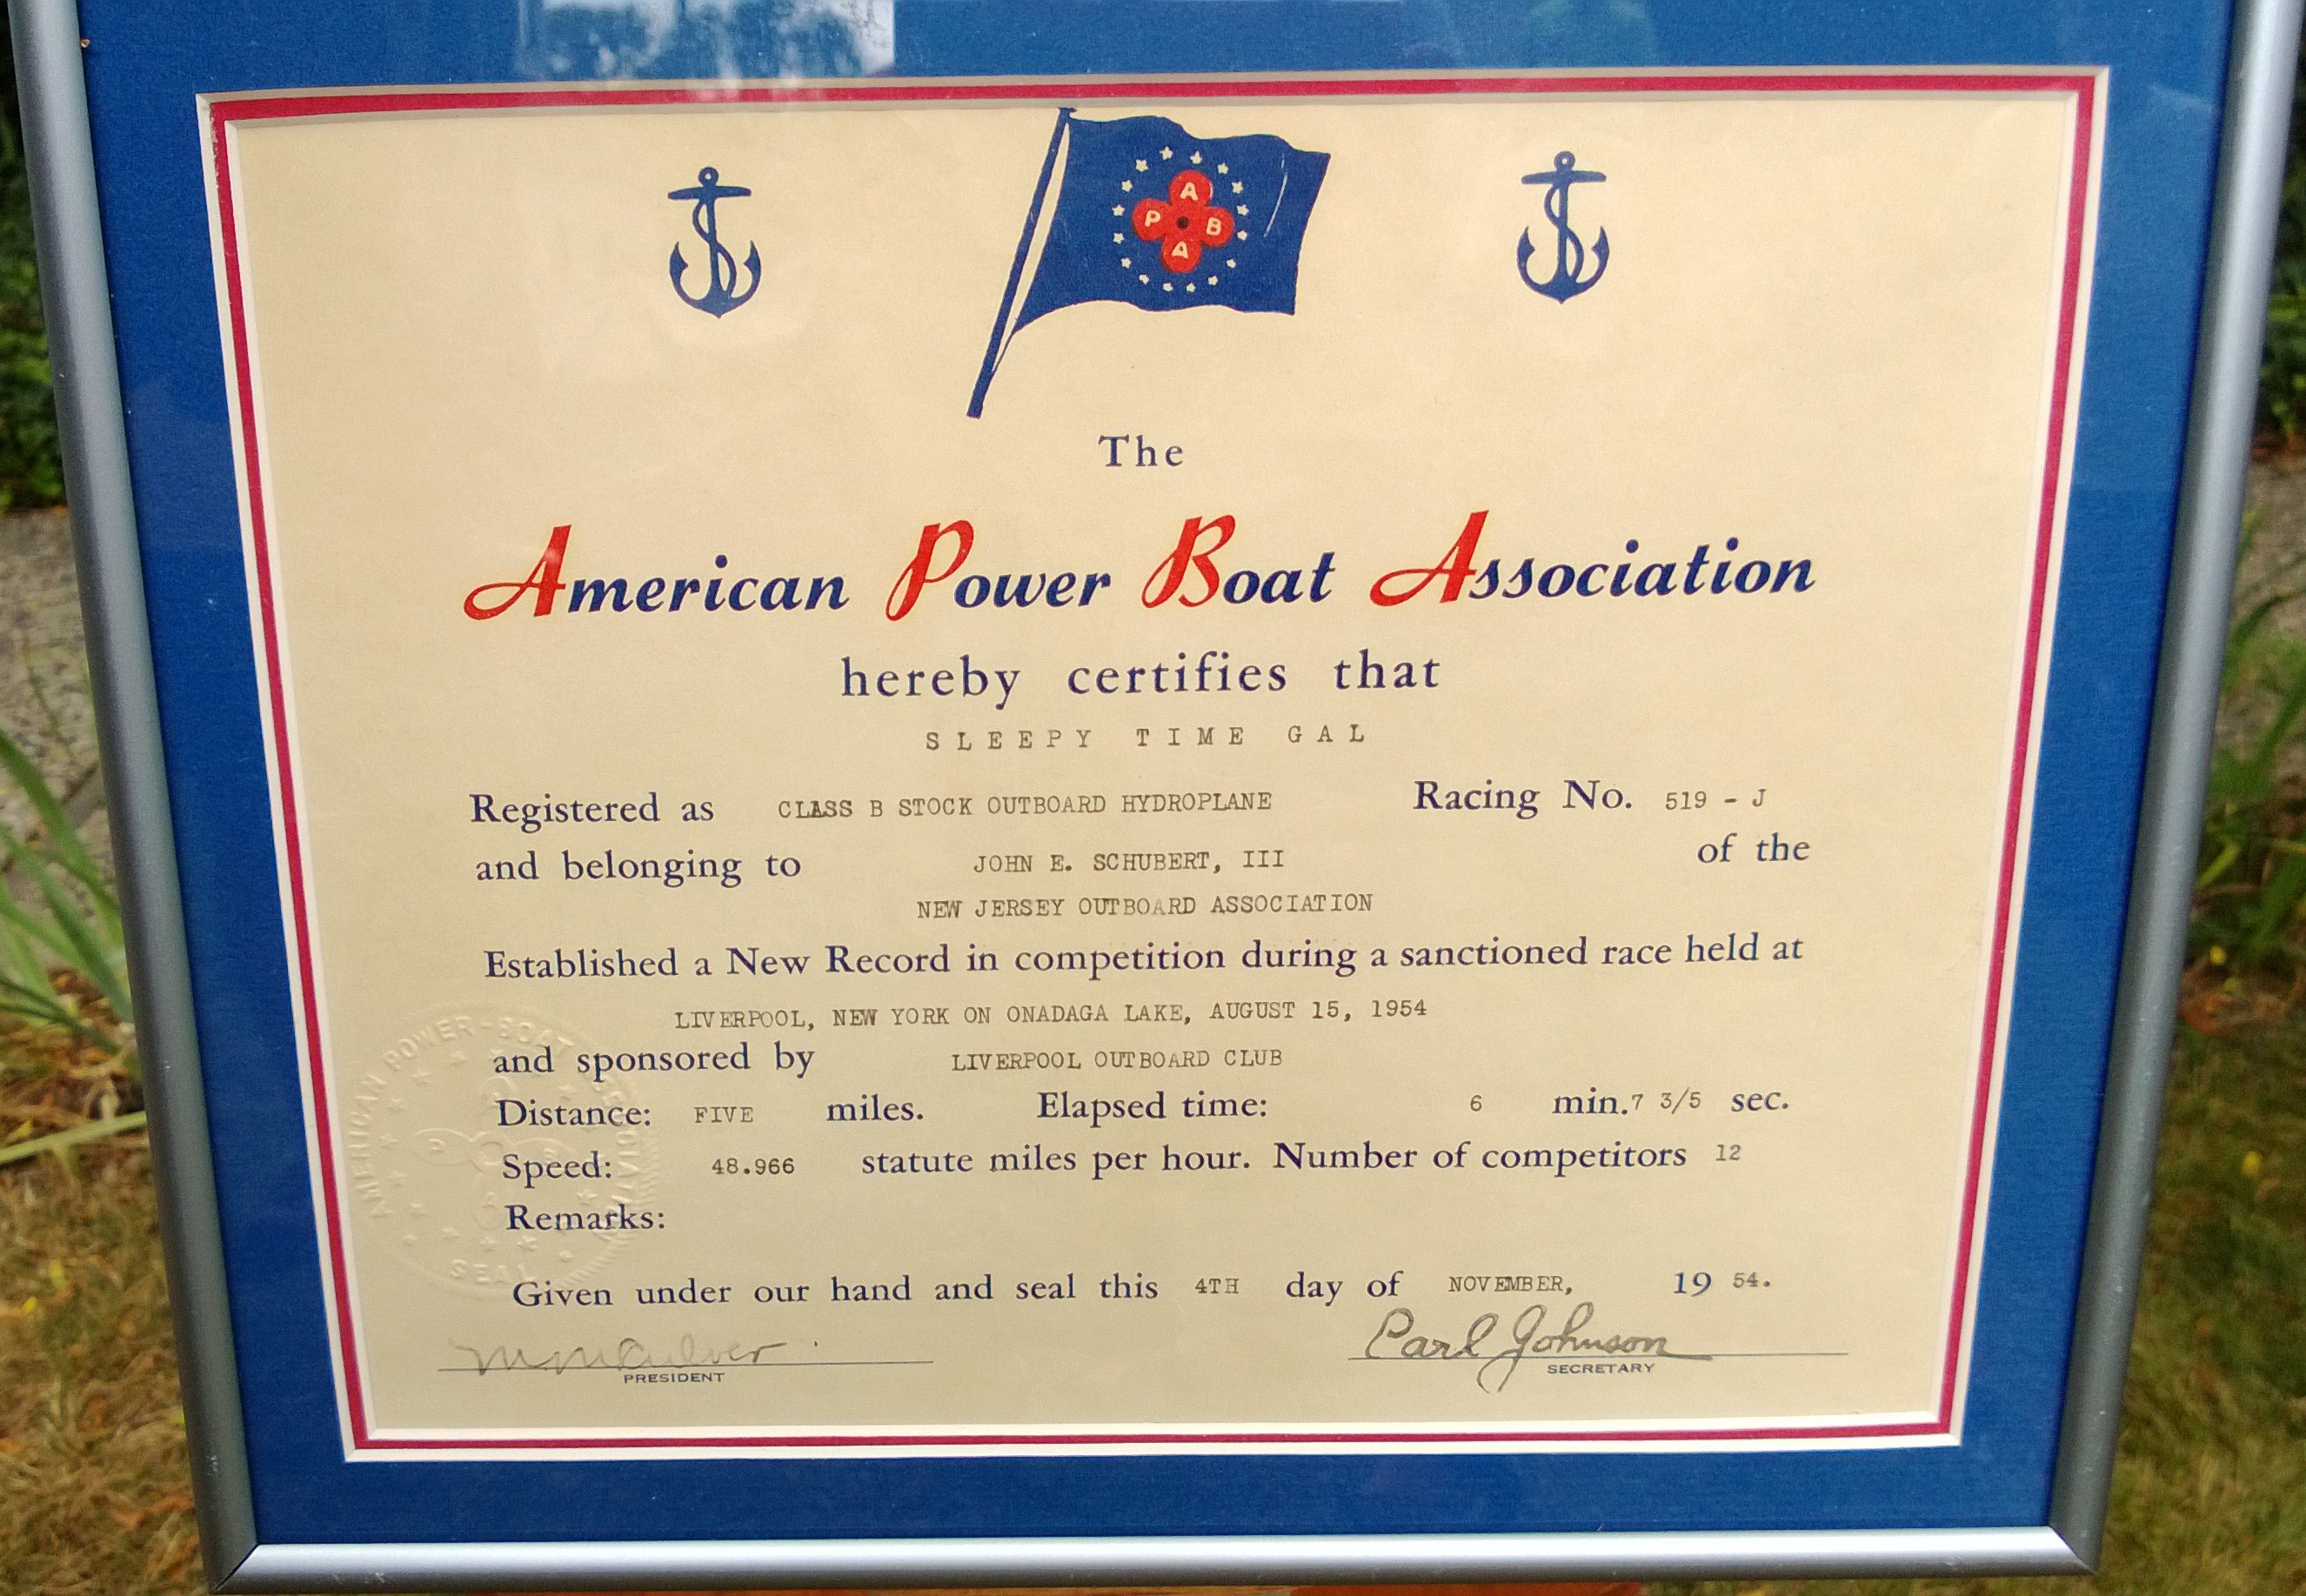 A
P B
A
The
American Power Boat Association
hereby certifies that
SLEEPY TIME GAL
Registered as CLASS B STOCK OUTBOARD HYDROPLANE Racing No. 519 - J
and belonging to JOHN E. SCHUBERT, III of the
NEW JERSEY OUTBOARD ASSOCIATION
Established a New Record in competition during a sanctioned race held at
LIVERPOOL, NEW YORK ON ONADAGA LAKE, AUGUST 15, 1954
and sponsored by LIVERPOOL OUTBOARD CLUB
Distance: FIVE miles. Elapsed time: 6 min. 7 3/5 sec.
Speed: 48.966 statute miles per hour. Number of competitors 12
Remarks:
Given under our hand and seal this 4TH day of NOVEMBER, 19 54.
Carl Johnson
PRESIDENT SECRETARY
AMERICAN POWER BOAT
SEAL